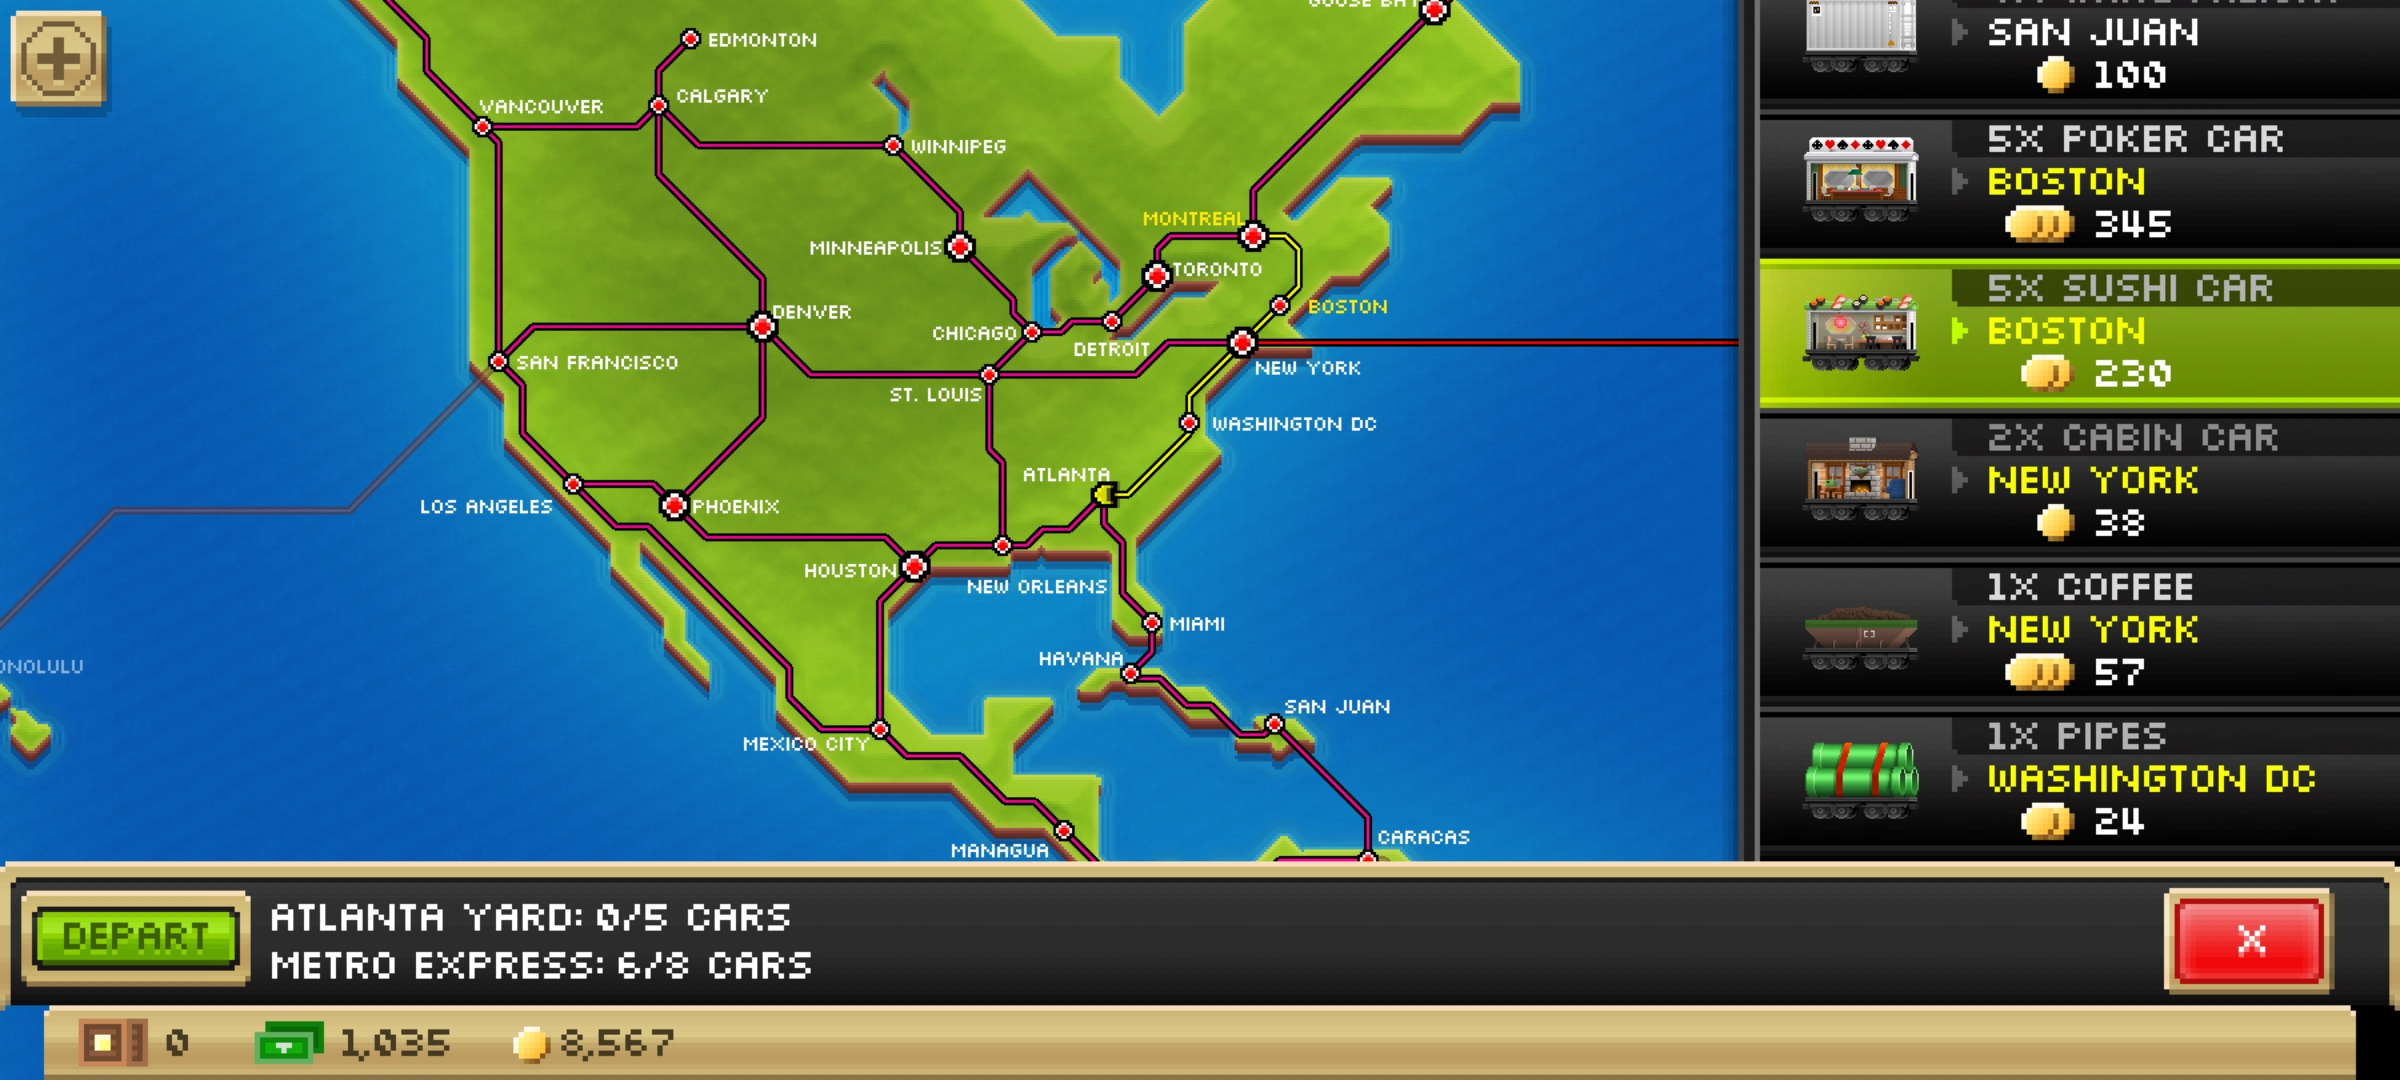 GOOSE BAY
EDMONTON
CALGARY
VANCOUVER
WINNIPEG
MONTREAL
MINNEAPOLIS
TORONTO
BOSTON
DENVER
CHICAGO
DETROIT
SAN FRANCISCO
NEW YORK
ST. LOUIS
WASHINGTON DC
ATLANTA
LOS ANGELES
PHOENIX
HOUSTON
NEW ORLEANS
MIAMI
HAVANA
ONOLULU
SAN JUAN
MEXICO CITY
CARACAS
MANAGUA
SAN JUAN
100
5X POKER CAR
BOSTON
345
5X SUSHI CAR
BOSTON
230
2X CABIN CAR
NEW YORK
38
1X COFFEE
NEW YORK
57
1X PIPES
WASHINGTON DC
24
DEPART
ATLANTA YARD: 0/5 CARS
METRO EXPRESS: 6/8 CARS
X
0
1,035
8,567